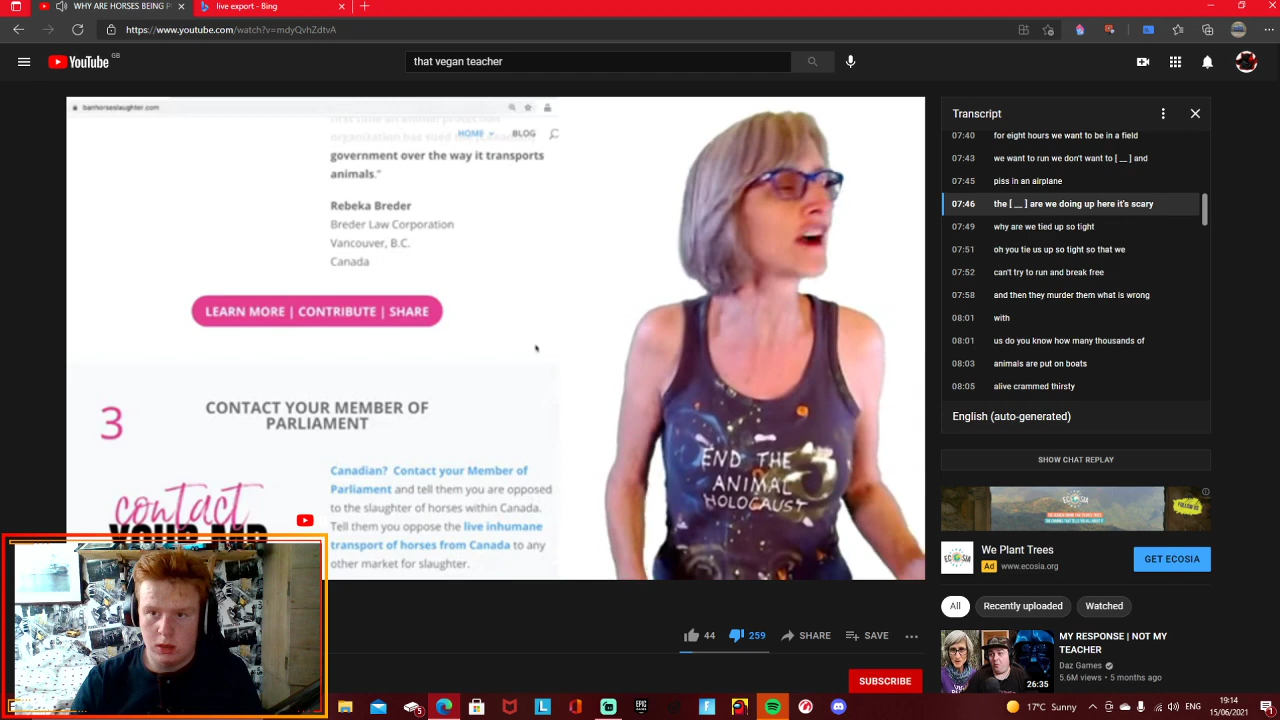 WHY ARE HORSES BEING P
live export - Bing
https://www.youtube.com/watch?v=mdyQvhZdtvA
YouTube GB
that vegan teacher
banhorseslaughter.com
HOME
BLOG
government over the way it transports
animals."
Rebeka Breder
Breder Law Corporation
Vancouver, B.C.
Canada
LEARN MORE | CONTRIBUTE | SHARE
3
CONTACT YOUR MEMBER OF
PARLIAMENT
contact
YOUR MP
Canadian? Contact your Member of
Parliament and tell them you are opposed
to the slaughter of horses within Canada.
Tell them you oppose the live inhumane
transport of horses from Canada to any
other market for slaughter.
END THE
ANIMAL
HOLOCAUST
Transcript
07:40 for eight hours we want to be in a field
07:43 we want to run we don't want to [ __ ] and
07:45 piss in an airplane
07:46 the [ __ ] are we doing up here it's scary
07:49 why are we tied up so tight
07:51 oh you tie us up so tight so that we
07:52 can't try to run and break free
07:58 and then they murder them what is wrong
08:01 with
08:01 us do you know how many thousands of
08:03 animals are put on boats
08:05 alive crammed thirsty
English (auto-generated)
SHOW CHAT REPLAY
ECOSIA
We Plant Trees
Ad www.ecosia.org
GET ECOSIA
All
Recently uploaded
Watched
MY RESPONSE | NOT MY
TEACHER
Daz Games
5.6M views • 5 months ago
26:35
44
259
SHARE
SAVE
SUBSCRIBE
17°C Sunny
ENG
19:14
15/06/2021